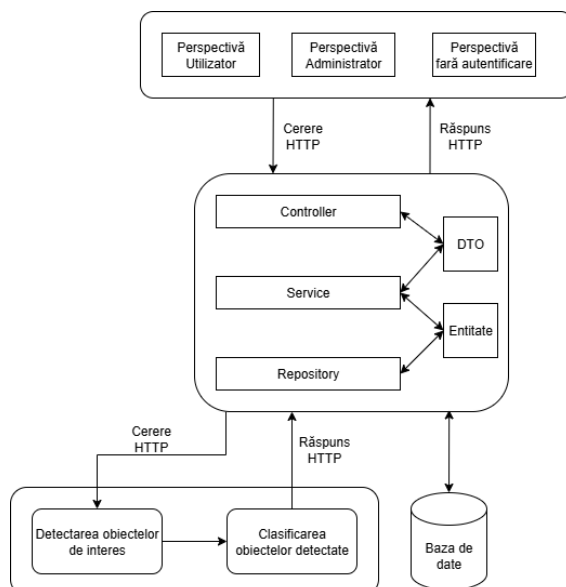 Perspectivă
Utilizator
Perspectivă
Administrator
Perspectivă
fară autentificare
Cerere
HTTP
Răspuns
HTTP
Controller
DTO
Service
Entitate
Repository
Cerere
HTTP
Răspuns
HTTP
Detectarea obiectelor
de interes
Clasificarea
obiectelor detectate
Baza de
date